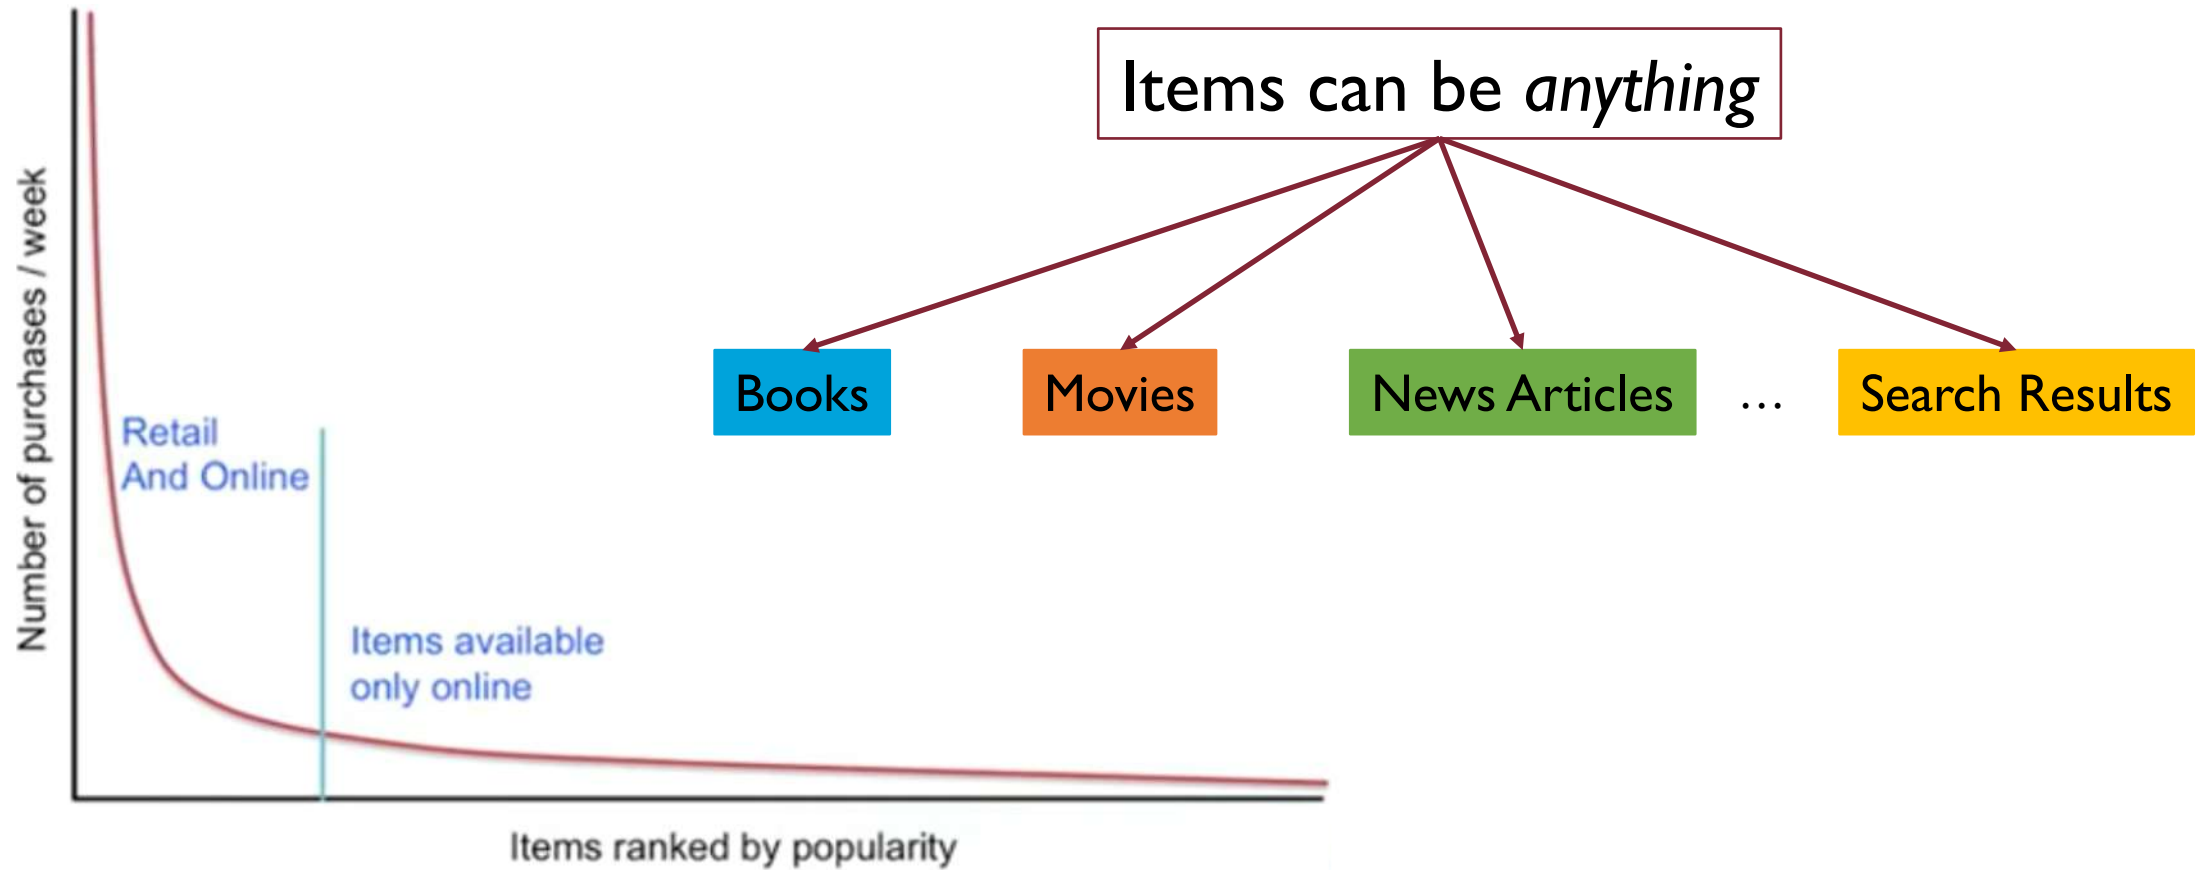 Items can be anything
Books
Movies
News Articles
...
Search Results
Number of purchases / week
Retail
And Online
Items available
only online
Items ranked by popularity